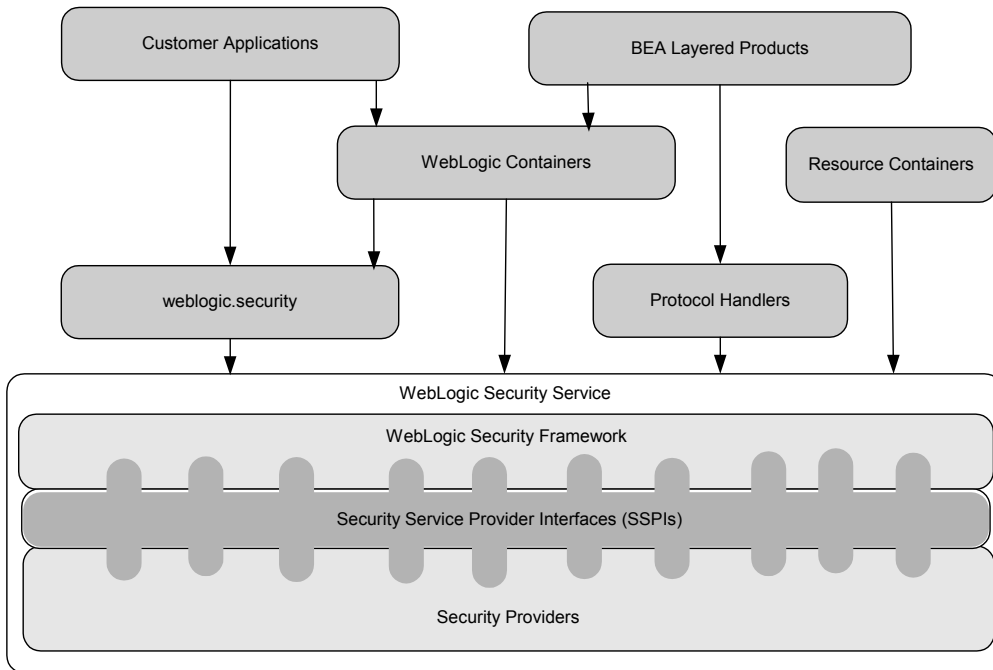 Customer Applications
BEA Layered Products
WebLogic Containers
Resource Containers
weblogic.security
Protocol Handlers
WebLogic Security Service
WebLogic Security Framework
Security Service Provider Interfaces (SSPIs)
Security Providers